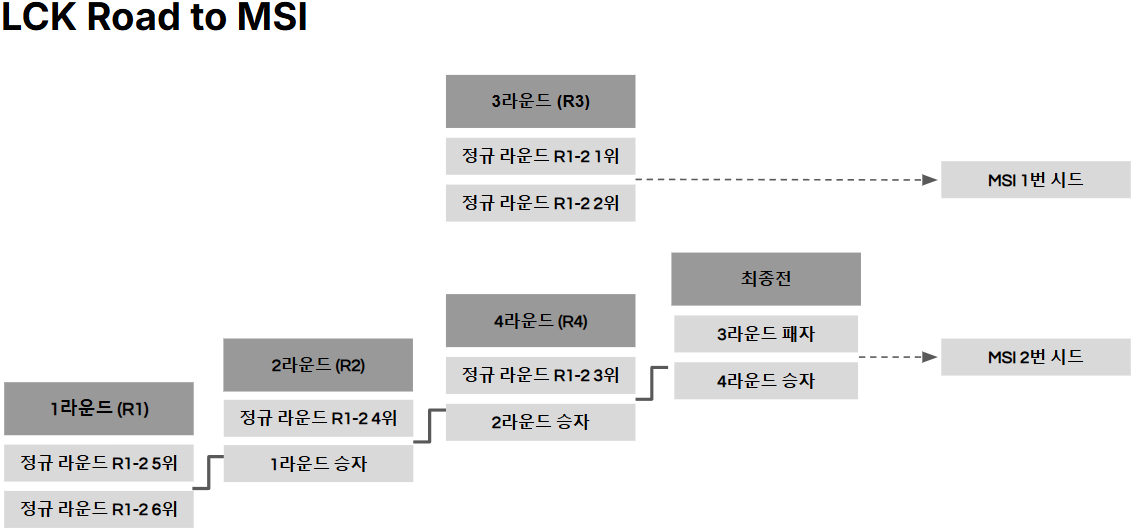 LCK Road to MSI
3라운드 (R3)
정규 라운드 R1-2 1위
정규 라운드 R1-2 2위
MSI 1번 시드
최종전
3라운드 패자
4라운드 승자
MSI 2번 시드
4라운드 (R4)
정규 라운드 R1-2 3위
2라운드 승자
2라운드 (R2)
정규 라운드 R1-2 4위
1라운드 승자
1라운드 (R1)
정규 라운드 R1-2 5위
정규 라운드 R1-2 6위